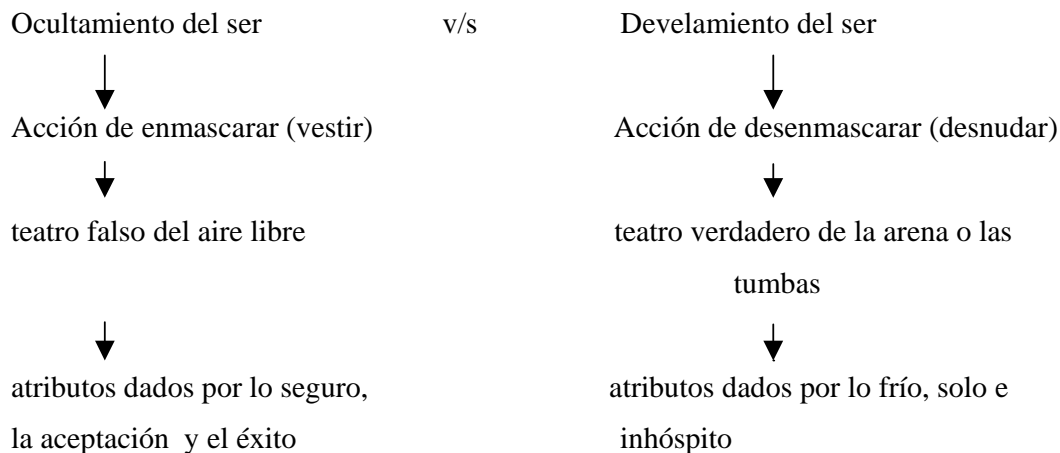 Ocultamiento del ser v/s Develamiento del ser
Acción de enmascarar (vestir) Acción de desenmascarar (desnudar)
teatro falso del aire libre teatro verdadero de la arena o las
tumbas
atributos dados por lo seguro, atributos dados por lo frío, solo e
la aceptación y el éxito inhóspito